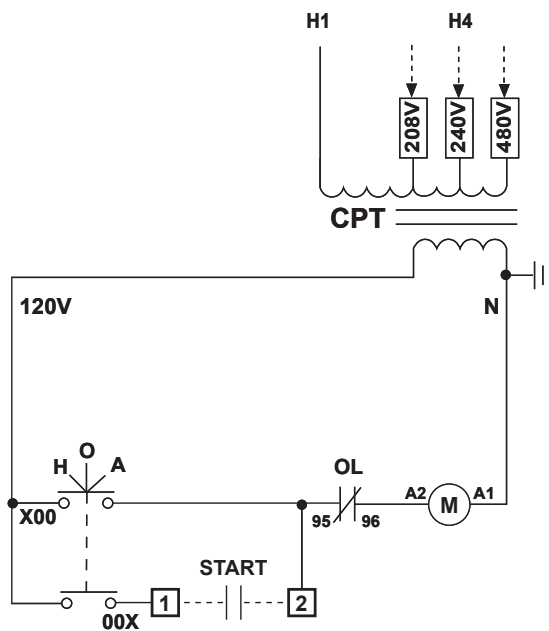 H1 H4
208V 240V 480V
CPT
120V N
O
H A
X00
OL
95 96
A2 M A1
START
1 2
00X